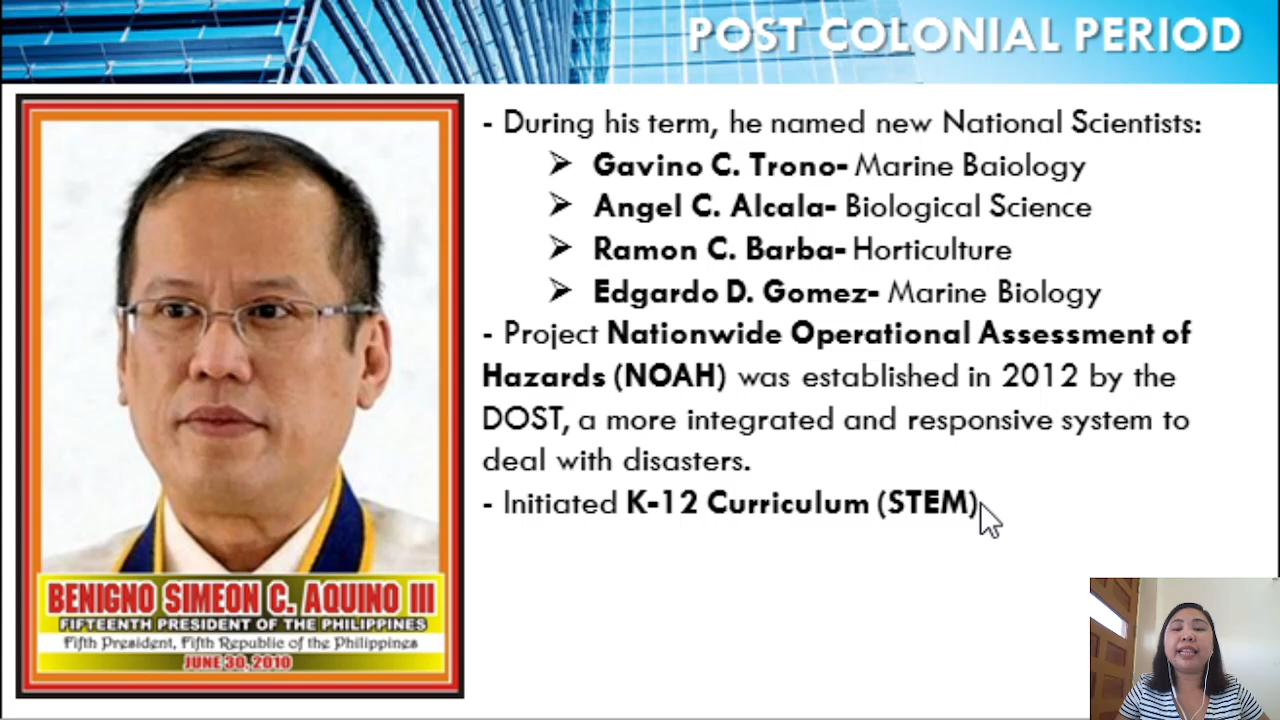 POST COLONIAL PERIOD
- During his term, he named new National Scientists:
➢ Gavino C. Trono- Marine Baiology
➢ Angel C. Alcala- Biological Science
➢ Ramon C. Barba- Horticulture
➢ Edgardo D. Gomez- Marine Biology
- Project Nationwide Operational Assessment of
Hazards (NOAH) was established in 2012 by the
DOST, a more integrated and responsive system to
deal with disasters.
- Initiated K-12 Curriculum (STEM)
BENIGNO SIMEON C. AQUINO III
FIFTEENTH PRESIDENT OF THE PHILIPPINES
Fifth President, Fifth Republic of the Philippines
JUNE 30, 2010